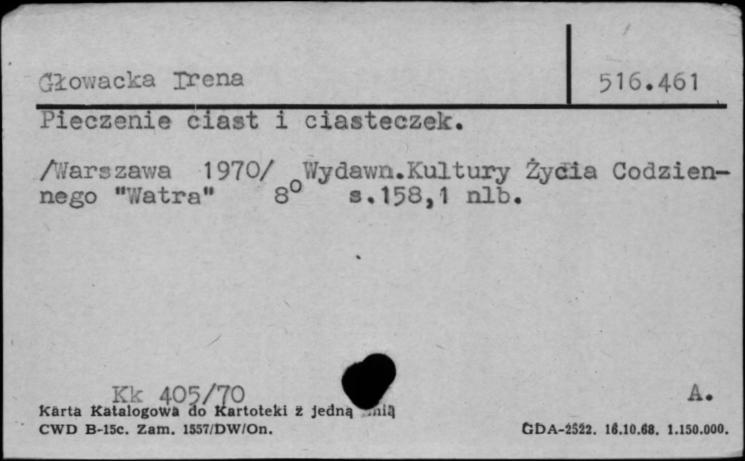 Głowacka Irena
516.461
Pieczenie ciast i ciasteczek.
/Warszawa 1970/ Wydawn.Kultury Życia Codzien-
nego "Watra" 8° s.158,1 nlb.
Kk 405/70
A.
Karta Katalogowa do Kartoteki z jedną
CWD B-15c. Zam. 1557/DW/On.
GDA-2522. 16.10.68. 1.150.000.